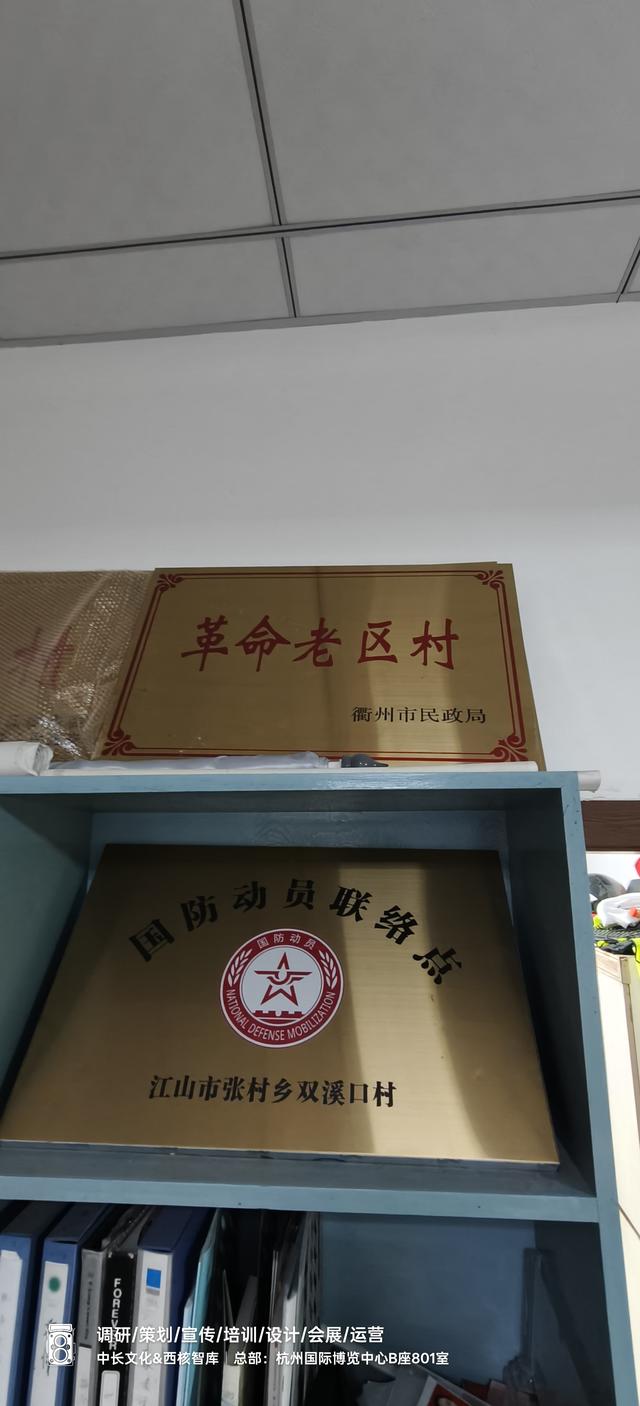 革命老区村
衢州市民政局
国防动员联络点
国防动员
NATIONAL DEFENSE MOBILIZATION
江山市张村乡双溪口村
FOREVER
调研/策划/宣传/培训/设计/会展/运营
中长文化&西核智库 总部：杭州国际博览中心B座801室